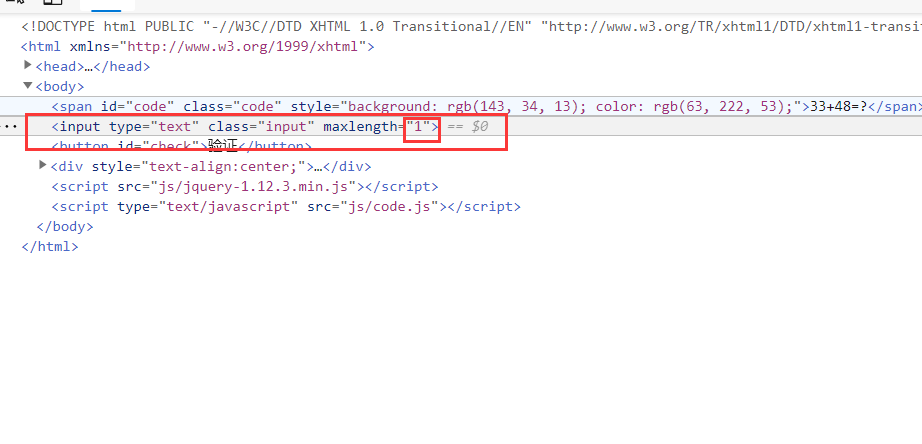 <!DOCTYPE html PUBLIC "-//W3C//DTD XHTML 1.0 Transitional//EN" "http://www.w3.org/TR/xhtml1/DTD/xhtml1-transit
<html xmlns="http://www.w3.org/1999/xhtml">
<head>…</head>
<body>
<span id="code" class="code" style="background: rgb(143, 34, 13); color: rgb(63, 222, 53);">33+48=?</span>
<input type="text" class="input" maxlength="1"> == $0
<button id="check">验证</button>
<div style="text-align:center;">…</div>
<script src="js/jquery-1.12.3.min.js"></script>
<script type="text/javascript" src="js/code.js"></script>
</body>
</html>